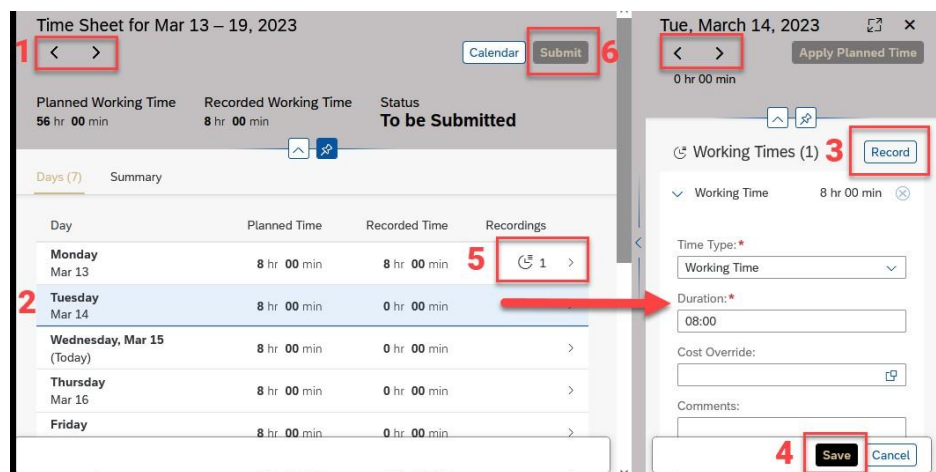 Time Sheet for Mar 13 – 19, 2023
1
Calendar
Submit
6
Planned Working Time
Recorded Working Time
Status
56 hr 00 min
8 hr 00 min
To be Submitted
Days (7)
Summary
Day
Planned Time
Recorded Time
Recordings
Monday
Mar 13
8 hr 00 min
8 hr 00 min
5
1
2
Tuesday
Mar 14
8 hr 00 min
0 hr 00 min
Wednesday, Mar 15
(Today)
8 hr 00 min
0 hr 00 min
Thursday
Mar 16
8 hr 00 min
0 hr 00 min
Friday
8 hr 00 min
0 hr 00 min
Tue, March 14, 2023
Apply Planned Time
0 hr 00 min
Working Times (1)
3
Record
Working Time
8 hr 00 min
Time Type:*
Working Time
Duration:*
08:00
Cost Override:
Comments:
4
Save
Cancel